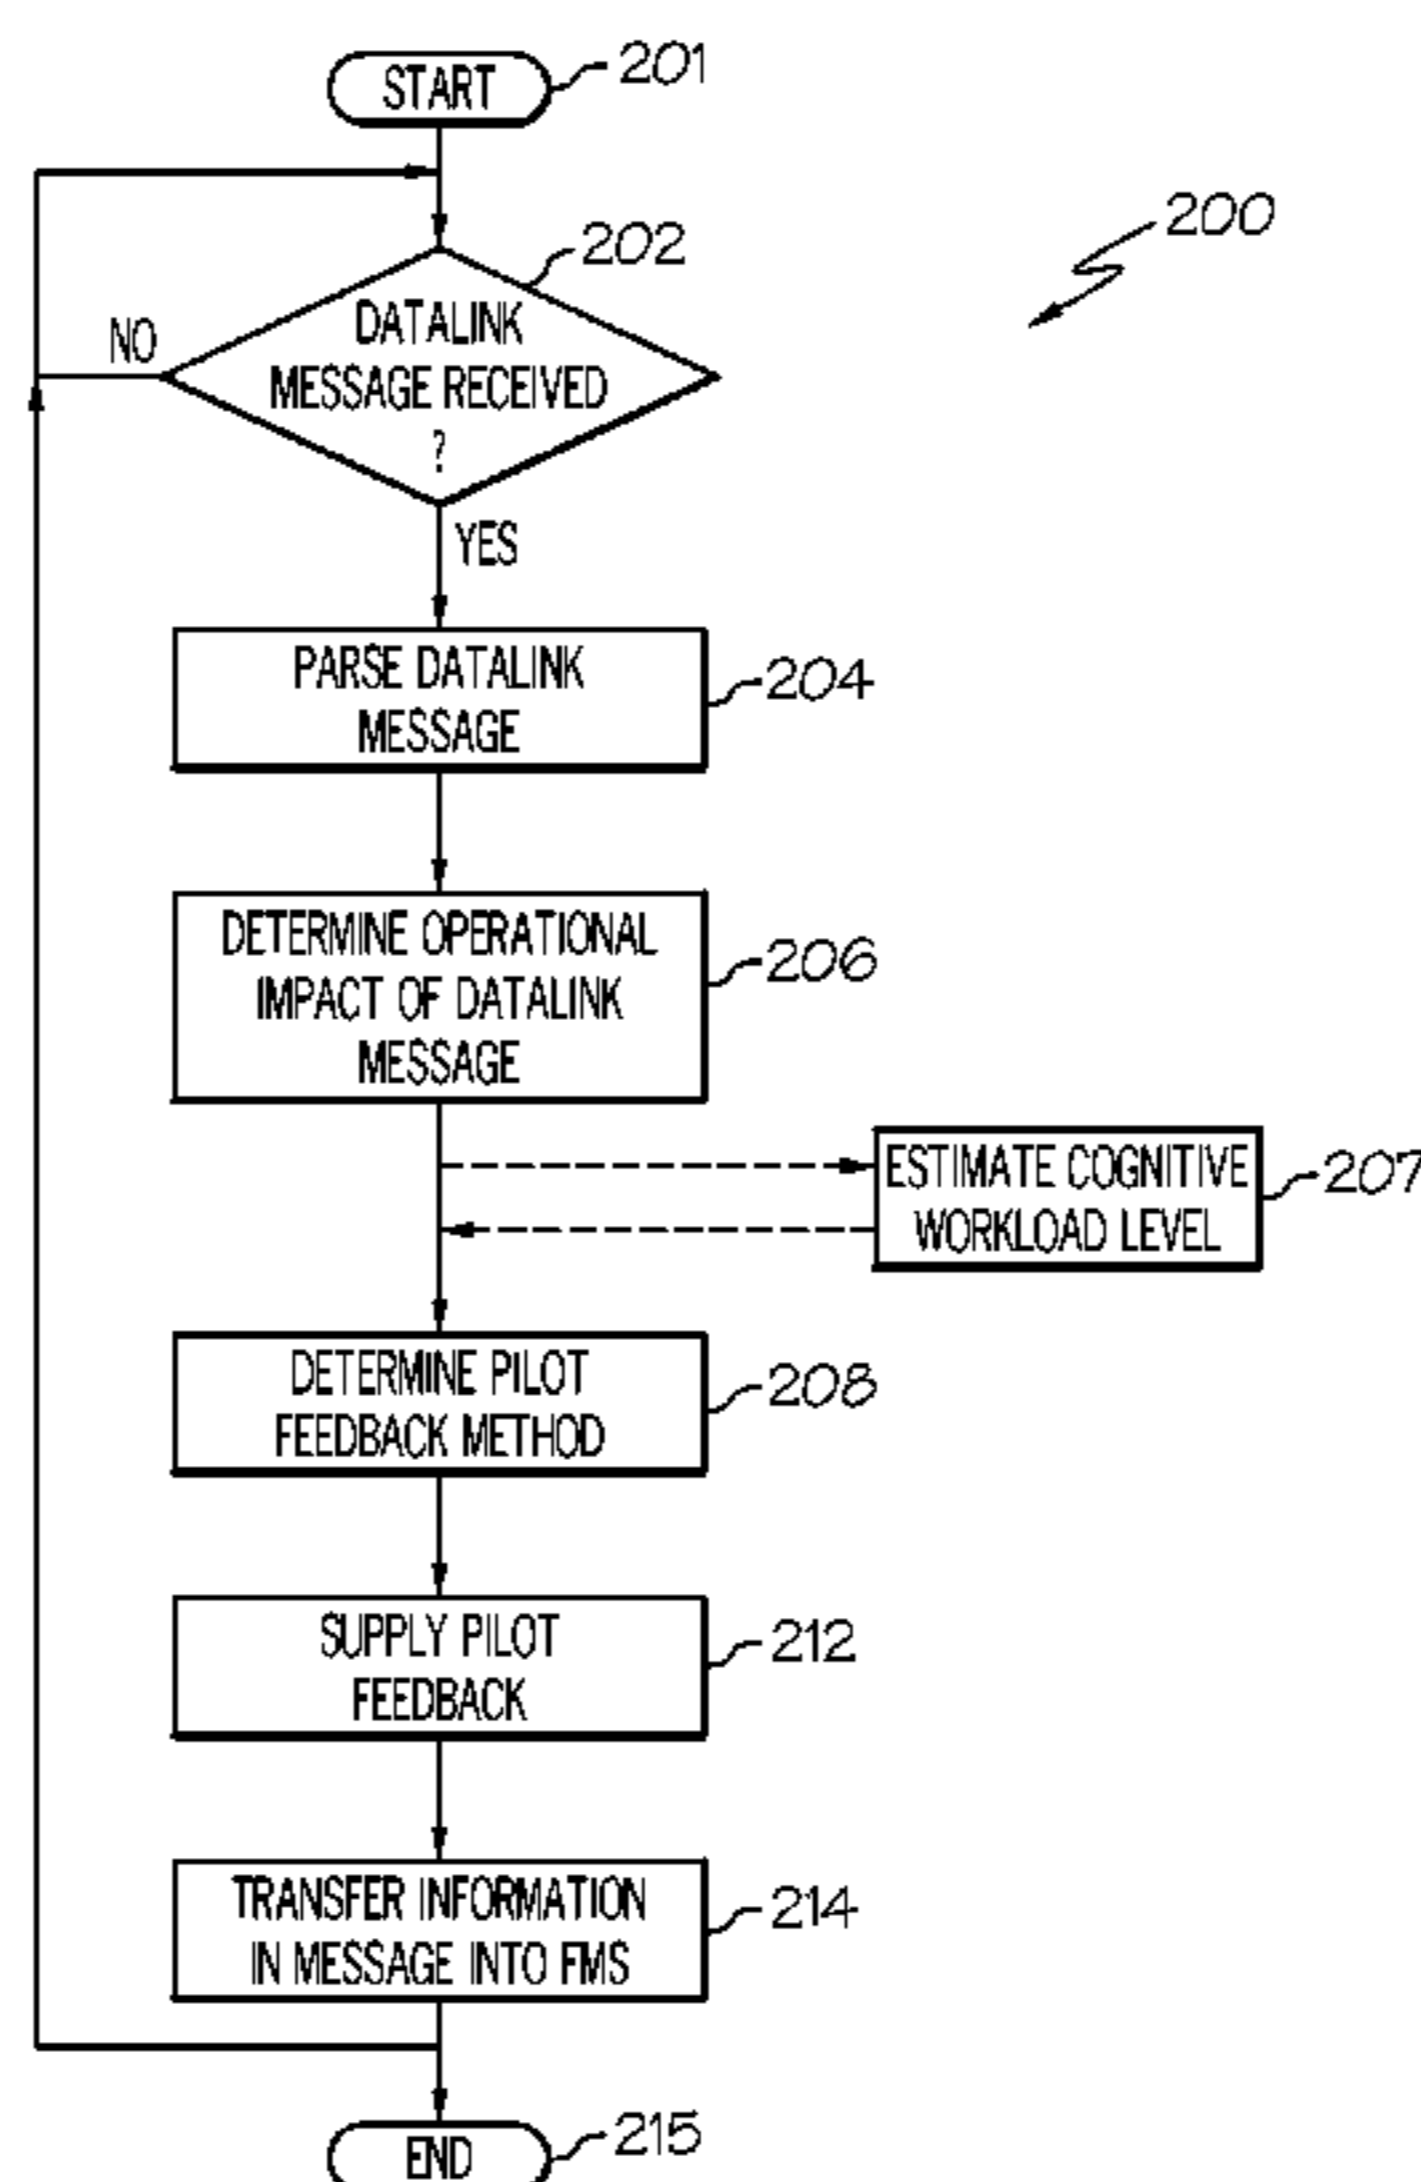 START
201
200
202
DATALINK
MESSAGE RECEIVED
?
NO
YES
PARSE DATALINK
MESSAGE
204
DETERMINE OPERATIONAL
IMPACT OF DATALINK
MESSAGE
206
ESTIMATE COGNITIVE
WORKLOAD LEVEL
207
DETERMINE PILOT
FEEDBACK METHOD
208
SUPPLY PILOT
FEEDBACK
212
TRANSFER INFORMATION
IN MESSAGE INTO FMS
214
END
215